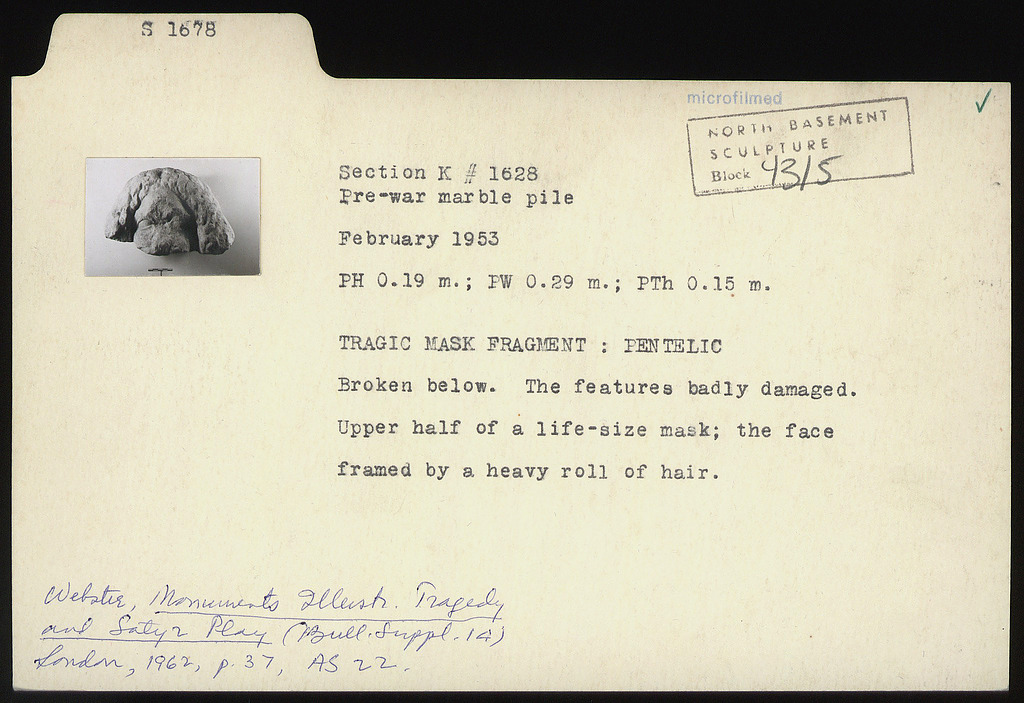 S 1678
microfilmed
NORTH BASEMENT
SCULPTURE
Block 43/5
Section K # 1628
Pre-war marble pile
February 1953
PH 0.19 m.; PW 0.29 m.; PTh 0.15 m.
TRAGIC MASK FRAGMENT : PENTELIC
Broken below. The features badly damaged.
Upper half of a life-size mask; the face
framed by a heavy roll of hair.
Webster, Monuments Illustr. Tragedy
and Satyr Play (Bull. Suppl. 14)
London, 1962, p. 37, AS 22.